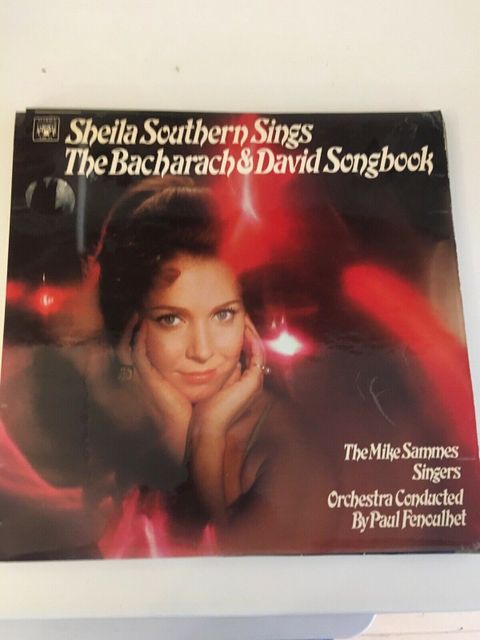 Sheila Southern Sings
The Bacharach & David Songbook
The Mike Sammes
Singers
Orchestra Conducted
By Paul Fenoulhet